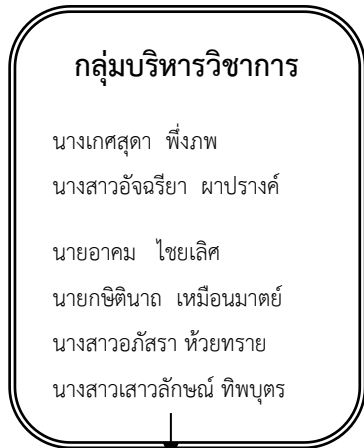 กลุ่มบริหารวิชาการ
นางเกศสุดา พึ่งภพ
นางสาวอัจฉรียา ผาปรางค์
นายอาคม ไชยเลิศ
นายกษิตินาถ เหมือนมาตย์
นางสาวอภัสรา ห้วยทราย
นางสาวเสาวลักษณ์ ทิพบุตร